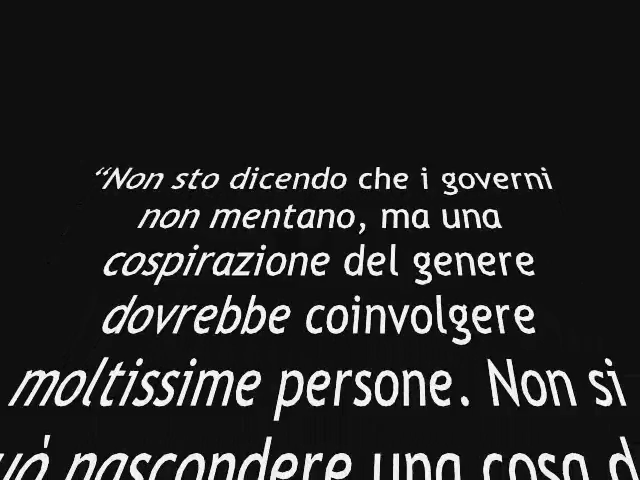 “Non sto dicendo che i governi
non mentano, ma una
cospirazione del genere
dovrebbe coinvolgere
moltissime persone. Non si
nascondere una cosa